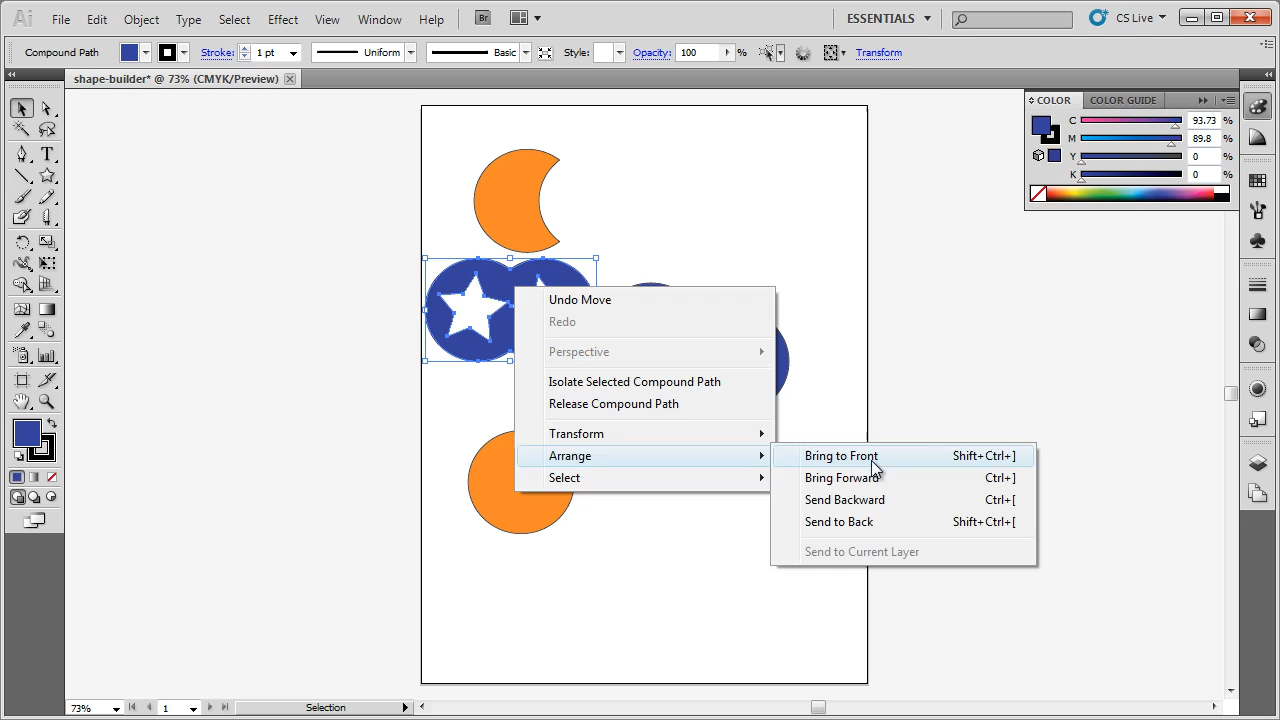 Ai File Edit Object Type Select Effect View Window Help Br ESSENTIALS CS Live
Compound Path Stroke: 1 pt Uniform Basic Style: Opacity: 100 % Transform
shape-builder* @ 73% (CMYK/Preview)
COLOR COLOR GUIDE
C 93.73 %
M 89.8 %
Y 0 %
K 0 %
Undo Move
Redo
Perspective
Isolate Selected Compound Path
Release Compound Path
Transform
Arrange
Select
Bring to Front Shift+Ctrl+]
Bring Forward Ctrl+]
Send Backward Ctrl+[
Send to Back Shift+Ctrl+[
Send to Current Layer
73% 1 Selection